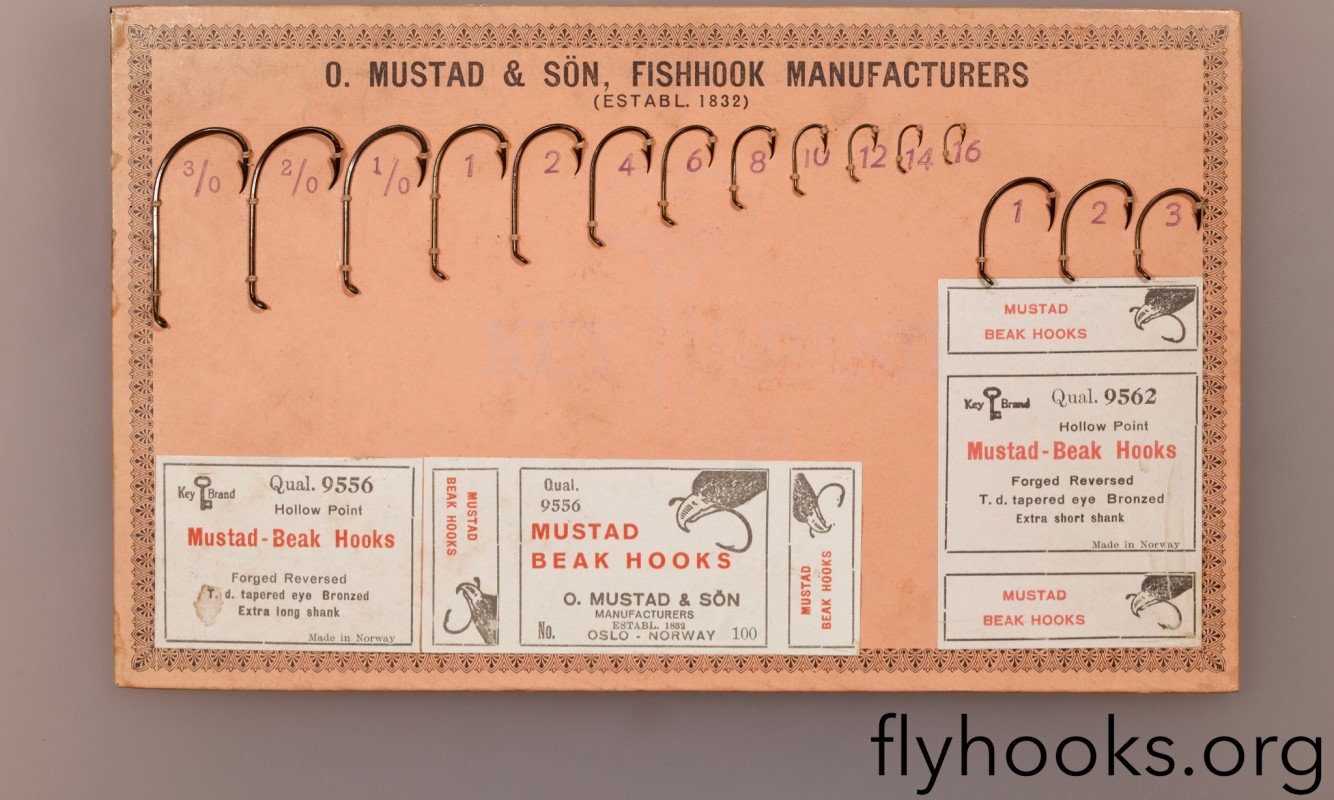 O. MUSTAD & SÖN, FISHHOOK MANUFACTURERS
(ESTABL. 1832)
3/0 2/0 1/0 1 2 4 6 8 10 12 14 16
1 2 3
MUSTAD
BEAK HOOKS
Key Brand Qual. 9562
Hollow Point
Mustad-Beak Hooks
Forged Reversed
T. d. tapered eye Bronzed
Extra short shank
Made in Norway
MUSTAD
BEAK HOOKS
Key Brand Qual. 9556
Hollow Point
Mustad-Beak Hooks
Forged Reversed
T. d. tapered eye Bronzed
Extra long shank
Made in Norway
MUSTAD
BEAK HOOKS
Qual.
9556
MUSTAD
BEAK HOOKS
O. MUSTAD & SÖN
MANUFACTURERS
ESTABL. 1832
No. OSLO - NORWAY 100
MUSTAD
BEAK HOOKS
flyhooks.org